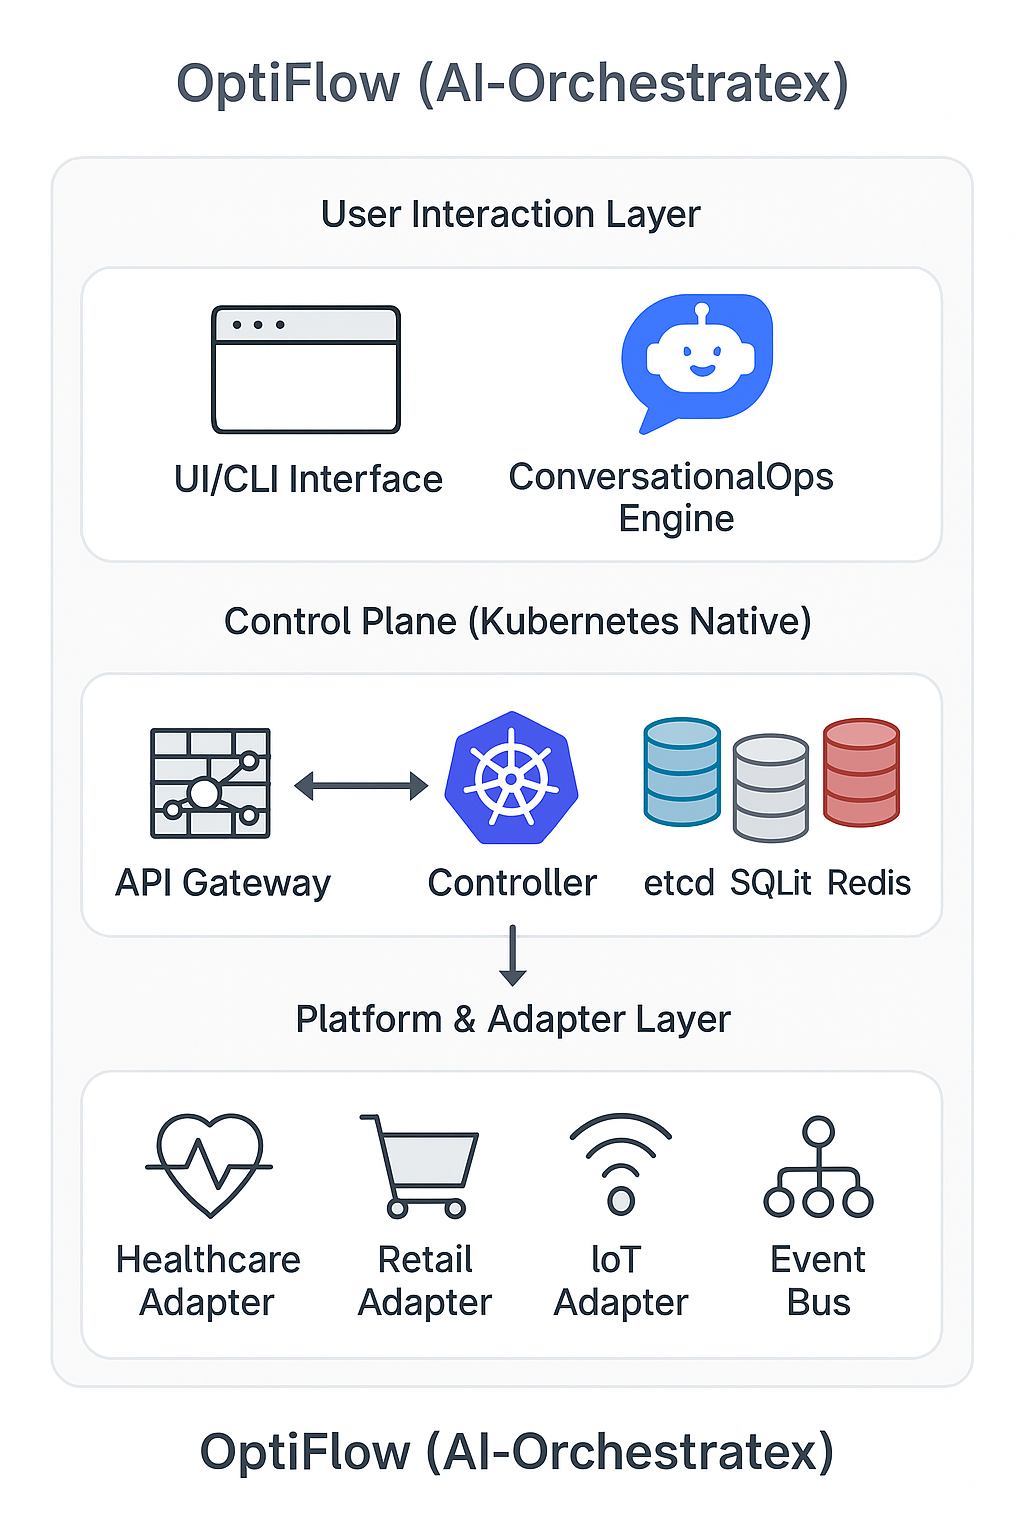 OptiFlow (AI-Orchestratex)
User Interaction Layer
UI/CLI Interface
ConversationalOps
Engine
Control Plane (Kubernetes Native)
API Gateway
Controller
etcd
SQLit
Redis
Platform & Adapter Layer
Healthcare
Adapter
Retail
Adapter
IoT
Adapter
Event
Bus
OptiFlow (AI-Orchestratex)